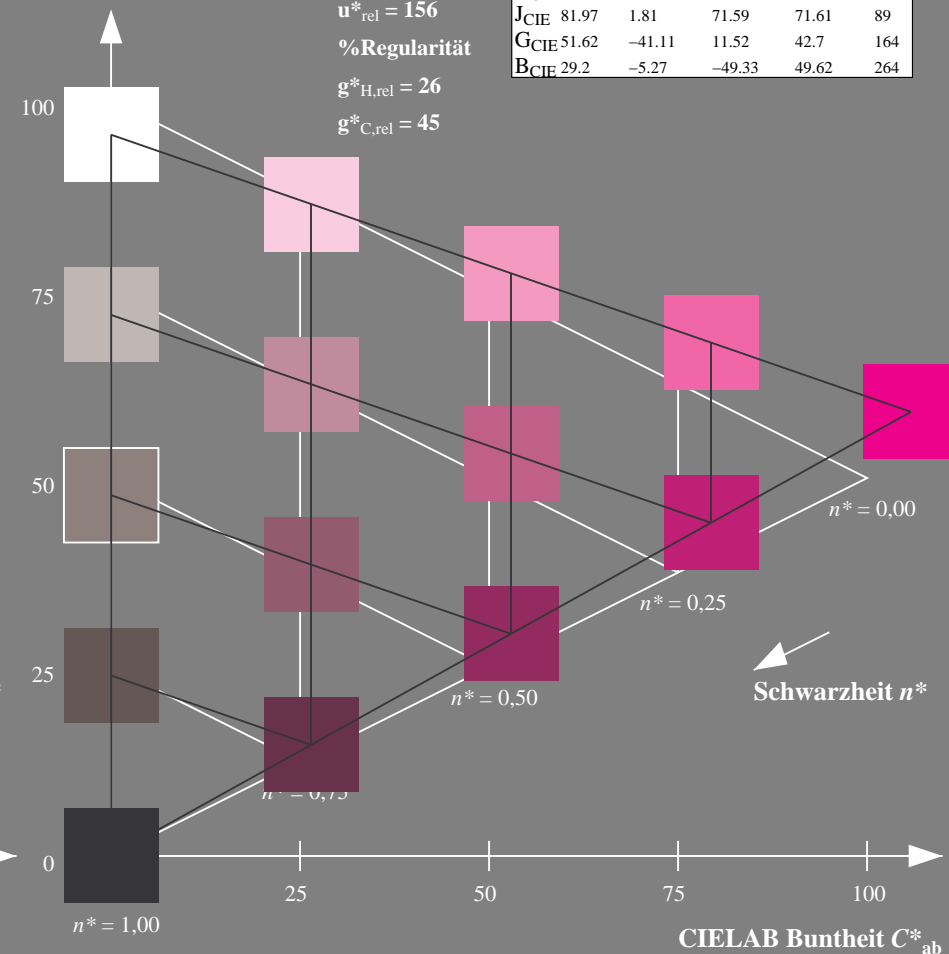 u*rel = 156
%Regularität
g*H,rel = 26
g*C,rel = 45
JCIE 81.97 1.81 71.59 71.61 89
GCIE 51.62 −41.11 11.52 42.7 164
BCIE 29.2 −5.27 −49.33 49.62 264
100
75
50
25
0
n* = 0,00
n* = 0,25
n* = 0,50
n* = 0,75
n* = 1,00
Schwarzheit n*
25 50 75 100
CIELAB Buntheit C*ab